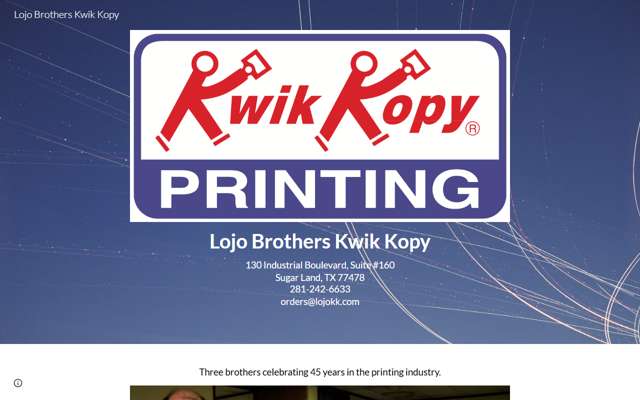 Lojo Brothers Kwik Kopy
Kwik Kopy ®
PRINTING
Lojo Brothers Kwik Kopy
130 Industrial Boulevard, Suite #160
Sugar Land, TX 77478
281-242-6633
orders@lojokk.com
Three brothers celebrating 45 years in the printing industry.